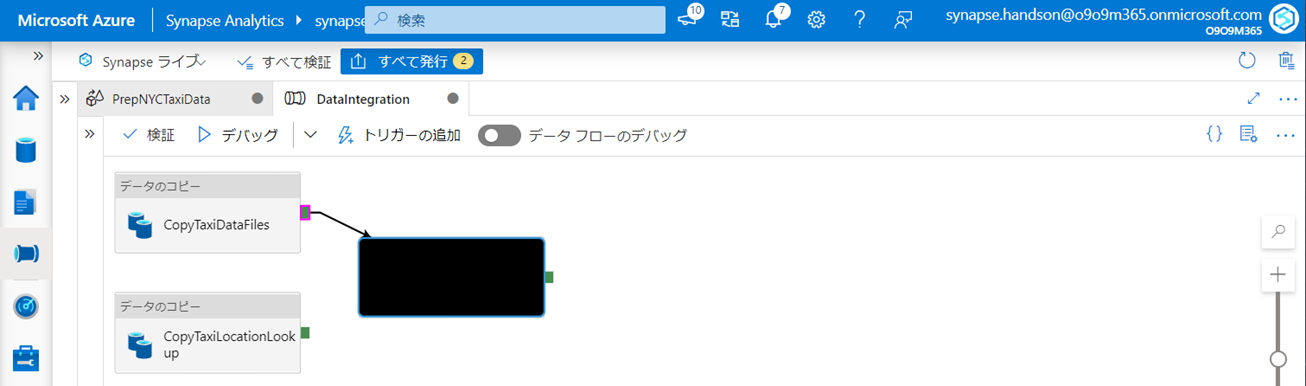 Microsoft Azure
Synapse Analytics
synapse
検索
10
7
synapse.handson@o9o9m365.onmicrosoft.com
O9O9M365
Synapse ライブ
すべて検証
すべて発行
2
PrepNYCTaxiData
DataIntegration
検証
デバッグ
トリガーの追加
データ フローのデバッグ
{}
データのコピー
CopyTaxiDataFiles
データのコピー
CopyTaxiLocationLook
up